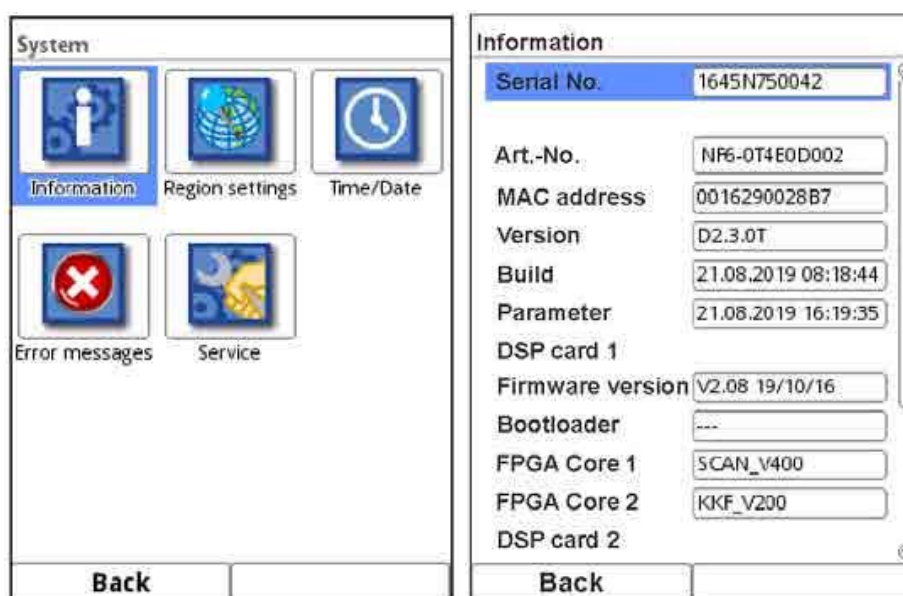 System
Information
Region settings
Time/Date
Error messages
Service
Back
Information
Serial No. 1645N750042
Art.-No. NF6-0T4E0D002
MAC address 0016290028B7
Version D2.3.0T
Build 21.08.2019 08:18:44
Parameter 21.08.2019 16:19:35
DSP card 1
Firmware version V2.08 19/10/16
Bootloader ---
FPGA Core 1 SCAN_V400
FPGA Core 2 KKF_V200
DSP card 2
Back